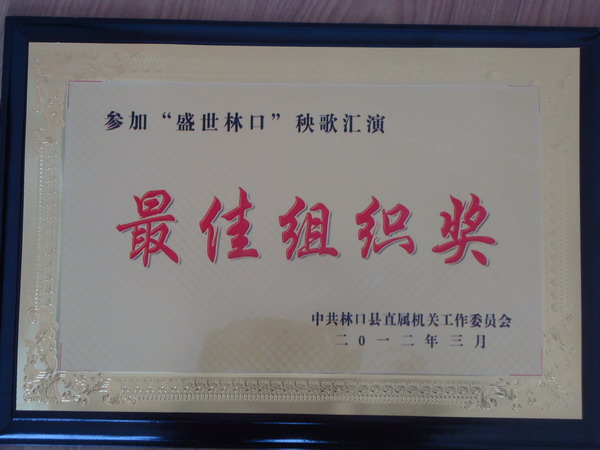 参加“盛世林口”秧歌汇演
最佳组织奖
中共林口县直属机关工作委员会
二０一二年三月